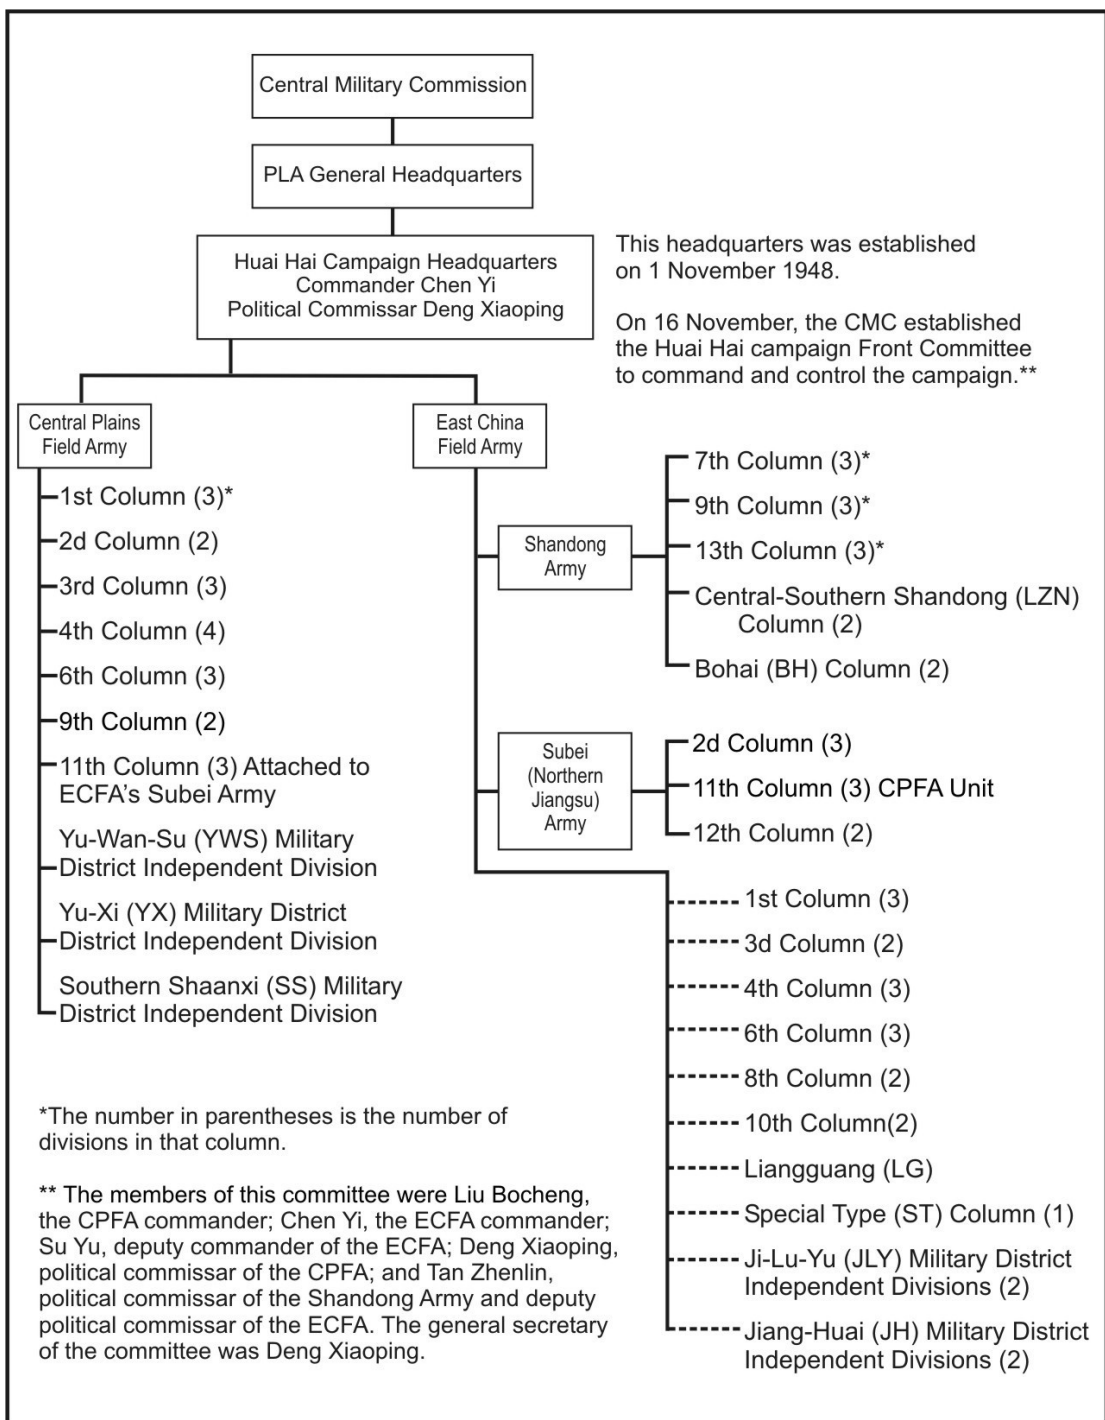 Central Military Commission
PLA General Headquarters
Huai Hai Campaign Headquarters
Commander Chen Yi
Political Commissar Deng Xiaoping
This headquarters was established
on 1 November 1948.
On 16 November, the CMC established
the Huai Hai campaign Front Committee
to command and control the campaign.**
Central Plains
Field Army
1st Column (3)*
2d Column (2)
3rd Column (3)
4th Column (4)
6th Column (3)
9th Column (2)
11th Column (3) Attached to
ECFA's Subei Army
Yu-Wan-Su (YWS) Military
District Independent Division
Yu-Xi (YX) Military District
District Independent Division
Southern Shaanxi (SS) Military
District Independent Division
East China
Field Army
Shandong
Army
7th Column (3)*
9th Column (3)*
13th Column (3)*
Central-Southern Shandong (LZN)
Column (2)
Bohai (BH) Column (2)
Subei
(Northern
Jiangsu)
Army
2d Column (3)
11th Column (3) CPFA Unit
12th Column (2)
1st Column (3)
3d Column (2)
4th Column (3)
6th Column (3)
8th Column (2)
10th Column(2)
Liangguang (LG)
Special Type (ST) Column (1)
Ji-Lu-Yu (JLY) Military District
Independent Divisions (2)
Jiang-Huai (JH) Military District
Independent Divisions (2)
*The number in parentheses is the number of
divisions in that column.
** The members of this committee were Liu Bocheng,
the CPFA commander; Chen Yi, the ECFA commander;
Su Yu, deputy commander of the ECFA; Deng Xiaoping,
political commissar of the CPFA; and Tan Zhenlin,
political commissar of the Shandong Army and deputy
political commissar of the ECFA. The general secretary
of the committee was Deng Xiaoping.